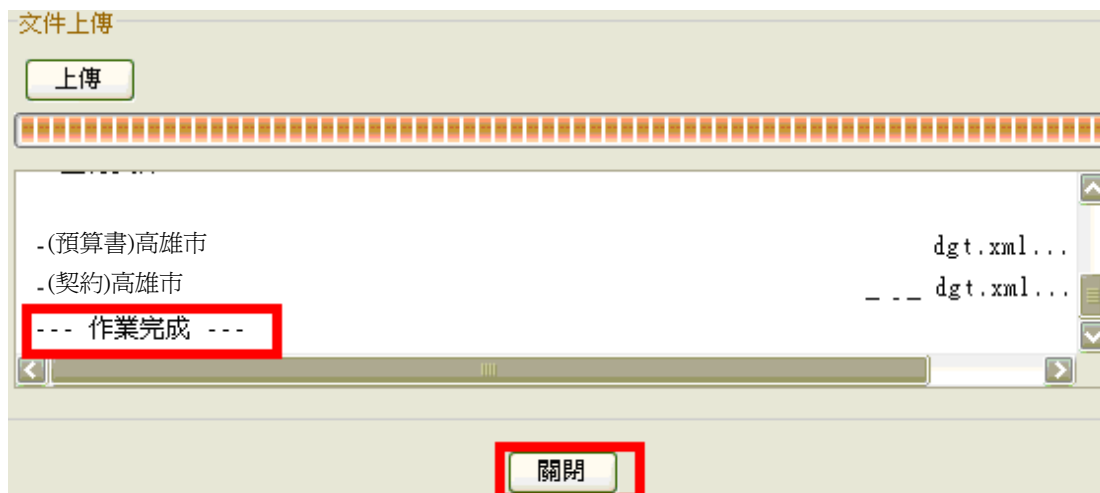 文件上傳
上傳
-(預算書)高雄市 dgt.xml...
-(契約)高雄市 _ _ _ dgt.xml...
--- 作業完成 ---
關閉